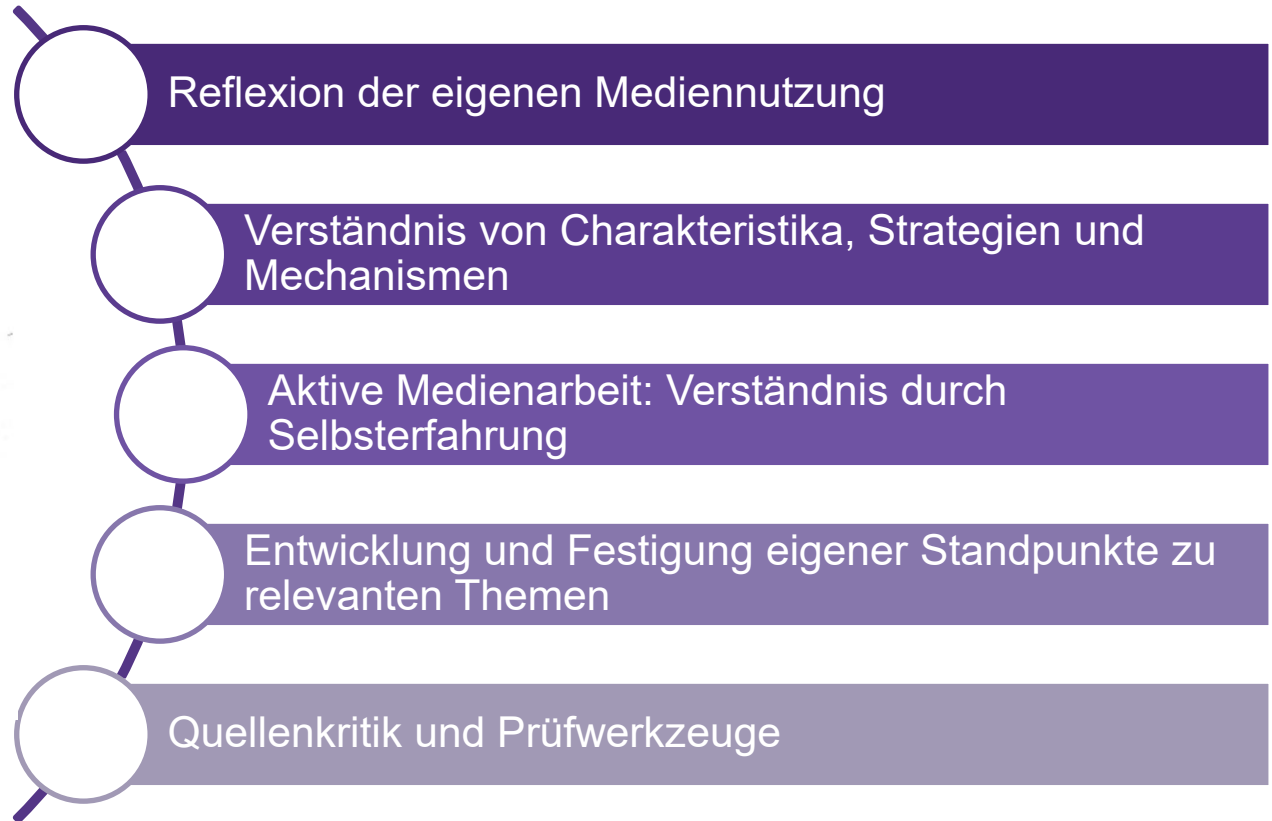 Reflexion der eigenen Mediennutzung
Verständnis von Charakteristika, Strategien und
Mechanismen
Aktive Medienarbeit: Verständnis durch
Selbsterfahrung
Entwicklung und Festigung eigener Standpunkte zu
relevanten Themen
Quellenkritik und Prüfwerkzeuge